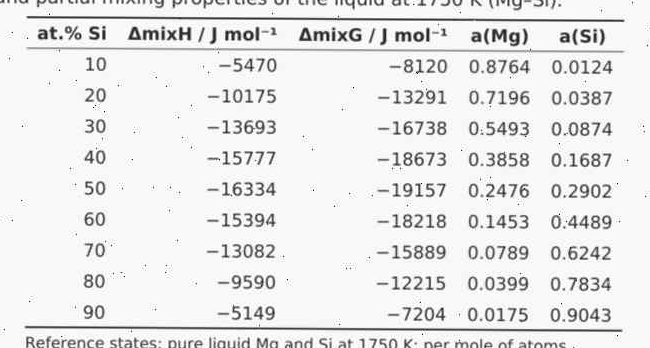 and partial mixing properties of the liquid at 1750 K (Mg–Si).
at.% Si ΔmixH / J mol⁻¹ ΔmixG / J mol⁻¹ a(Mg) a(Si)
10 −5470 −8120 0.8764 0.0124
20 −10175 −13291 0.7196 0.0387
30 −13693 −16738 0.5493 0.0874
40 −15777 −18673 0.3858 0.1687
50 −16334 −19157 0.2476 0.2902
60 −15394 −18218 0.1453 0.4489
70 −13082 −15889 0.0789 0.6242
80 −9590 −12215 0.0399 0.7834
90 −5149 −7204 0.0175 0.9043
Reference states: pure liquid Mg and Si at 1750 K; per mole of atoms.